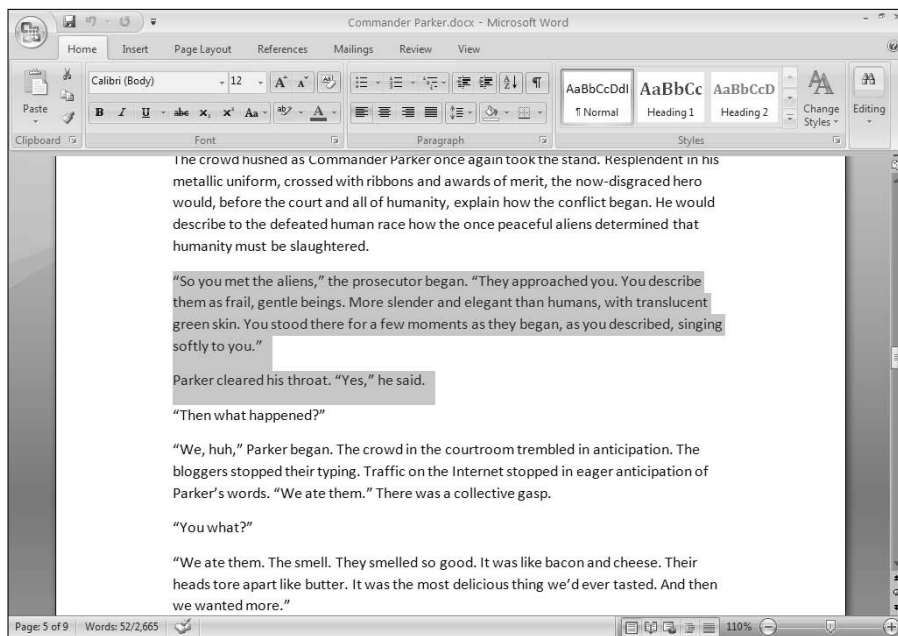 Commander Parker.docx - Microsoft Word
Home Insert Page Layout References Mailings Review View
Calibri (Body) 12 A A AaBbCcDdI AaBbCc AaBbCcD
Paste B I U abc x₂ x² Aa ab A ¶ Normal Heading 1 Heading 2 Change Styles Editing
Clipboard Font Paragraph Styles
The crowd hushed as Commander Parker once again took the stand. Resplendent in his
metallic uniform, crossed with ribbons and awards of merit, the now-disgraced hero
would, before the court and all of humanity, explain how the conflict began. He would
describe to the defeated human race how the once peaceful aliens determined that
humanity must be slaughtered.
“So you met the aliens,” the prosecutor began. “They approached you. You describe
them as frail, gentle beings. More slender and elegant than humans, with translucent
green skin. You stood there for a few moments as they began, as you described, singing
softly to you.”
Parker cleared his throat. “Yes,” he said.
“Then what happened?”
“We, huh,” Parker began. The crowd in the courtroom trembled in anticipation. The
bloggers stopped their typing. Traffic on the Internet stopped in eager anticipation of
Parker’s words. “We ate them.” There was a collective gasp.
“You what?”
“We ate them. The smell. They smelled so good. It was like bacon and cheese. Their
heads tore apart like butter. It was the most delicious thing we’d ever tasted. And then
we wanted more.”
Page: 5 of 9 Words: 52/2,665 110%